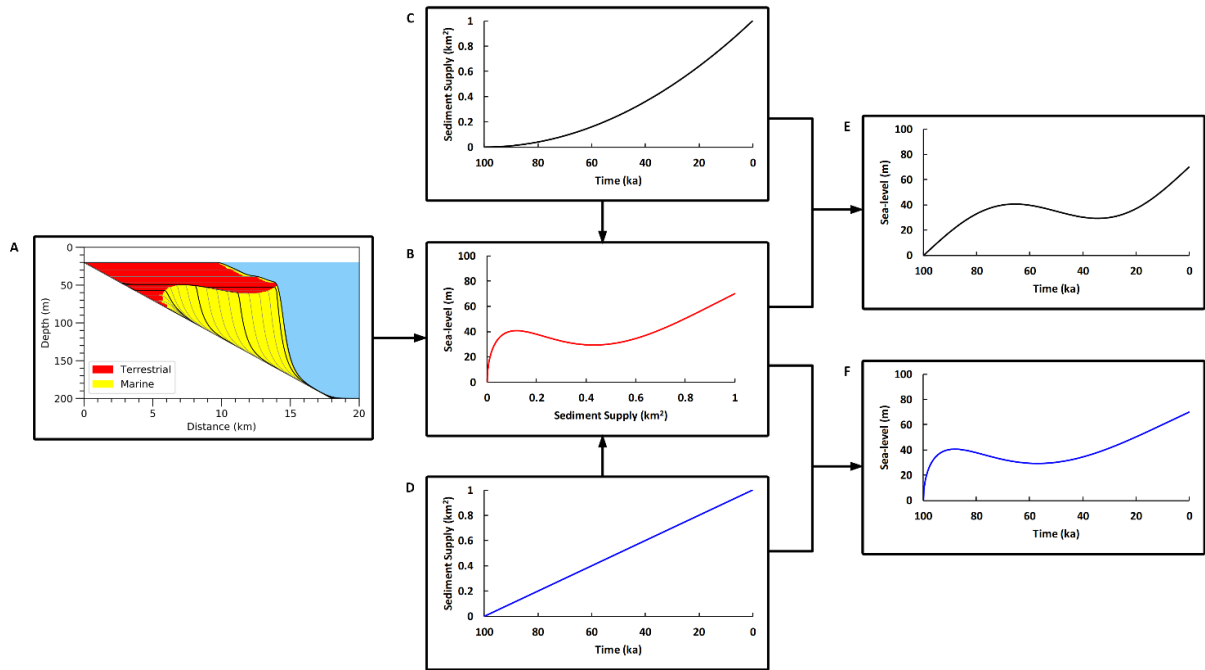 A
0
50
100
150
200
Depth (m)
Terrestrial
Marine
0 5 10 15 20
Distance (km)
C
1
0.8
0.6
0.4
0.2
0
Sediment Supply (km²)
100 80 60 40 20 0
Time (ka)
B
100
80
60
40
20
0
Sea-level (m)
0 0.2 0.4 0.6 0.8 1
Sediment Supply (km²)
D
1
0.8
0.6
0.4
0.2
0
Sediment Supply (km²)
100 80 60 40 20 0
Time (ka)
E
100
80
60
40
20
0
Sea-level (m)
100 80 60 40 20 0
Time (ka)
F
100
80
60
40
20
0
Sea-level (m)
100 80 60 40 20 0
Time (ka)